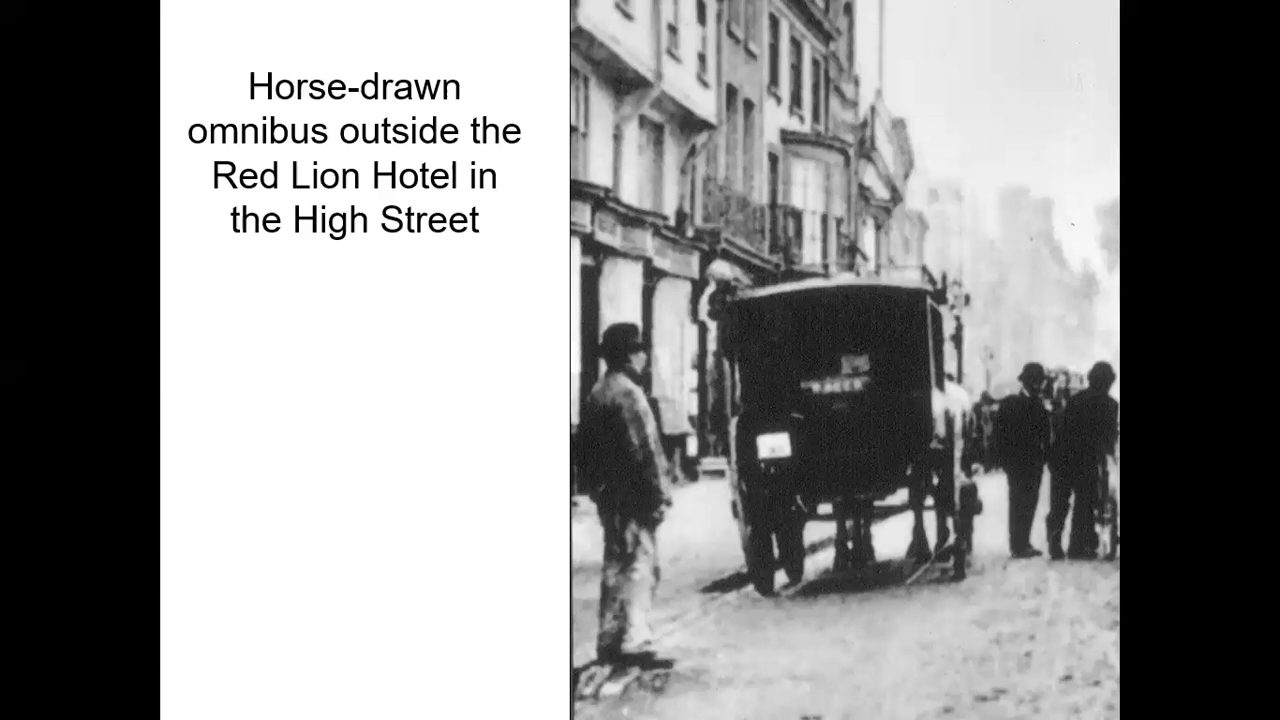 Horse-drawn
omnibus outside the
Red Lion Hotel in
the High Street